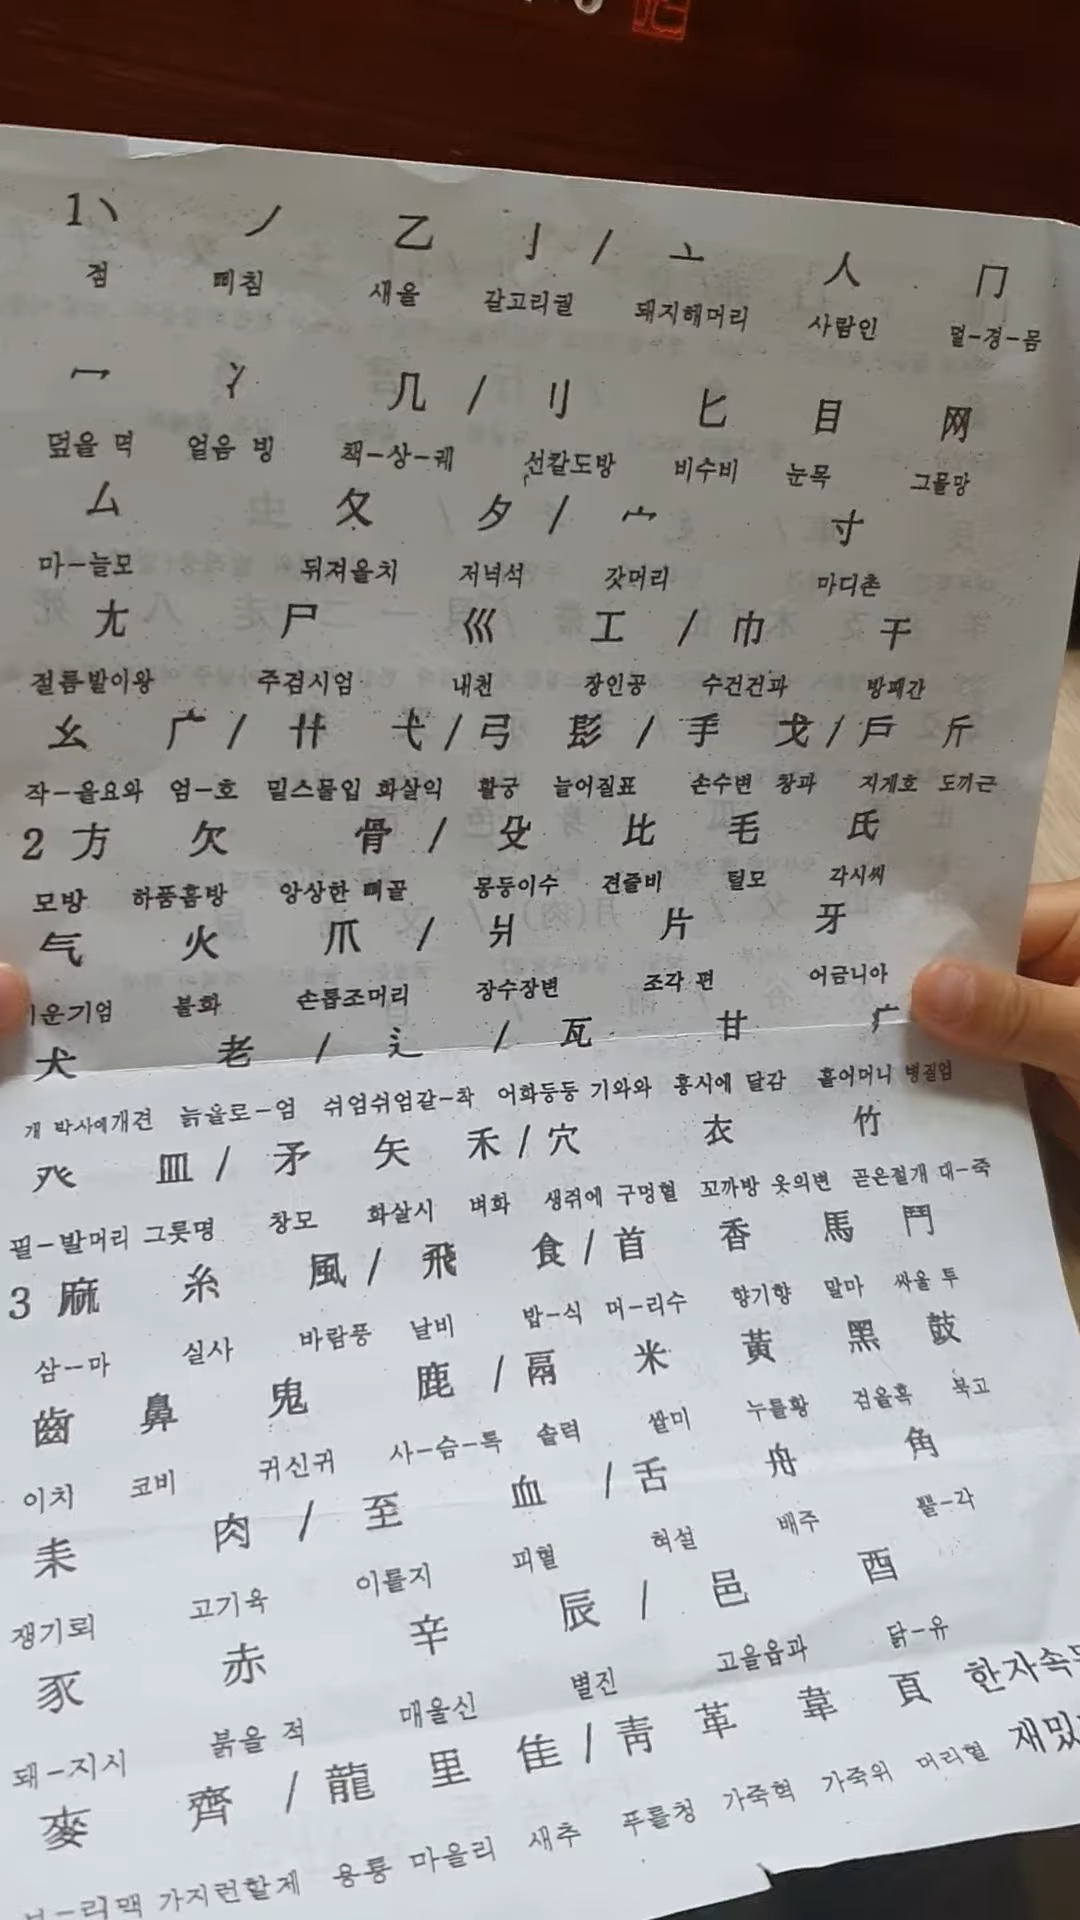 1 丶 丿 乙 亅 / 亠 人 冂
점 삐침 새을 갈고리궐 돼지해머리 사람인 멀-경-몸
冖 冫 几 / 刂 匕 目 网
덮을 멱 얼음 빙 책-상-궤 선칼도방 비수비 눈목 그물망
厶 夂 夕 / 宀 寸
마-늘모 뒤져올치 저녁석 갓머리 마디촌
尢 尸 巛 工 / 巾 干
절름발이왕 주검시엄 내천 장인공 수건건과 방패간
幺 广 / 廾 弋 / 弓 髟 / 手 戈 / 戶 斤
작-을요와 엄-호 밑스물입 화살익 활궁 늘어질표 손수변 창과 지게호 도끼근
2 方 欠 骨 / 殳 比 毛 氏
모방 하품흠방 앙상한 뼈골 몽둥이수 견줄비 털모 각시씨
气 火 爪 / 爿 片 牙
운기엄 불화 손톱조머리 장수장변 조각 편 어금니아
犬 老 / 辶 / 瓦 甘 疒
개 박사에개견 늙을로-엄 쉬엄쉬엄갈-착 어화둥둥 기와와 홍시에 달감 홀어머니 병질엄
癶 皿 / 矛 矢 禾 / 穴 衣 竹
필-발머리 그릇명 창모 화살시 벼화 생쥐에 구멍혈 꼬까방 옷의변 곧은절개 대-죽
3 麻 糸 風 / 飛 食 / 首 香 馬 鬥
삼-마 실사 바람풍 날비 밥-식 머-리수 향기향 말마 싸울 투
齒 鼻 鬼 鹿 / 鬲 米 黃 黑 鼓
이치 코비 귀신귀 사-슴-록 솥력 쌀미 누를황 검을흑 북고
耒 肉 / 至 血 / 舌 舟 角
쟁기뢰 고기육 이를지 피혈 혀설 배주 뿔-각
豕 赤 辛 辰 / 邑 酉
돼-지시 붉을 적 매울신 별진 고을읍과 닭-유
麥 齊 / 龍 里 隹 / 靑 革 韋 頁 한자속
-리맥 가지런할제 용룡 마을리 새추 푸를청 가죽혁 가죽위 머리혈 재밌